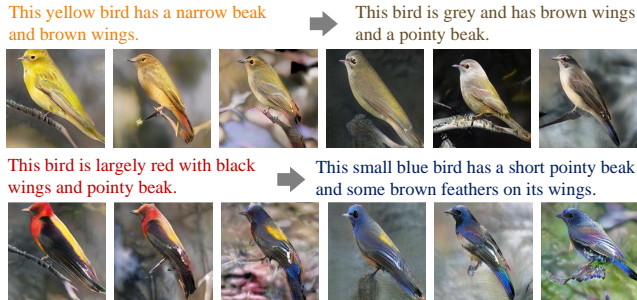 This yellow bird has a narrow beak
and brown wings.
This bird is grey and has brown wings
and a pointy beak.
This bird is largely red with black
wings and pointy beak.
This small blue bird has a short pointy beak
and some brown feathers on its wings.